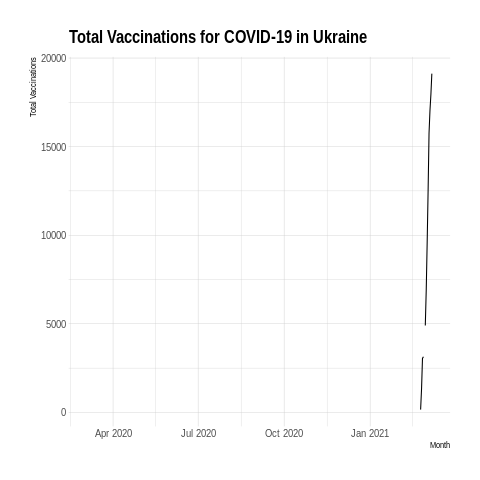 Total Vaccinations for COVID-19 in Ukraine
Total Vaccinations
20000
15000
10000
5000
0
Apr 2020
Jul 2020
Oct 2020
Jan 2021
Month